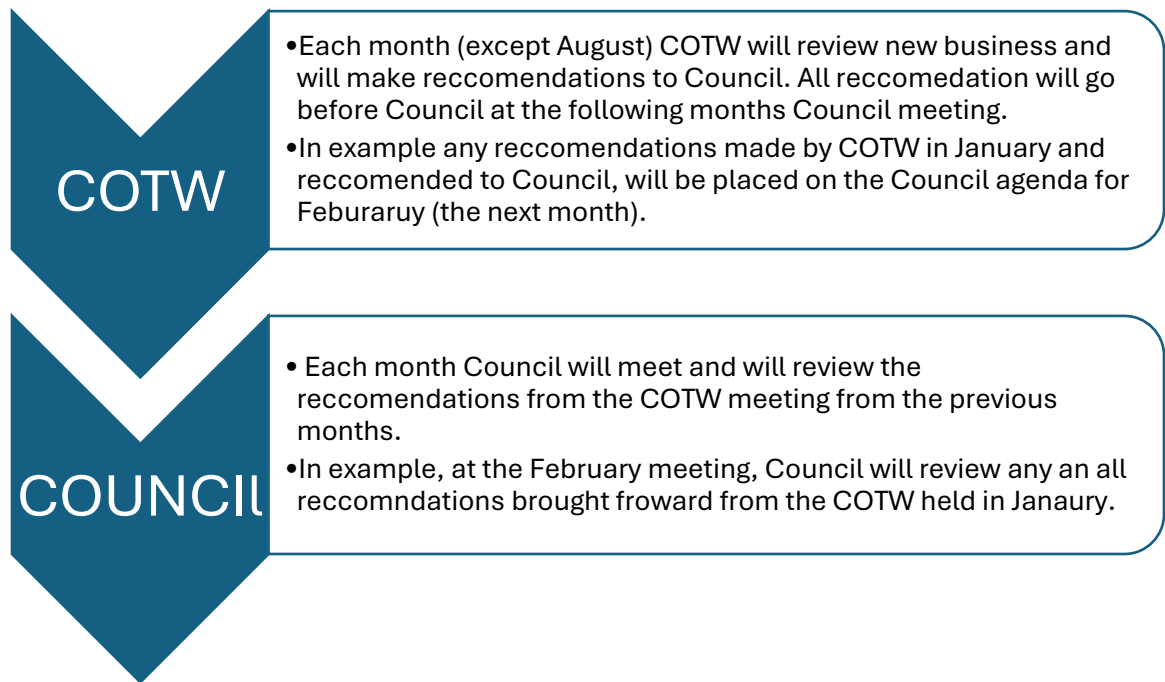 COTW
•Each month (except August) COTW will review new business and
will make reccomendations to Council. All reccomedation will go
before Council at the following months Council meeting.
•In example any reccomendations made by COTW in January and
reccomended to Council, will be placed on the Council agenda for
Feburaruy (the next month).
COUNCIl
• Each month Council will meet and will review the
reccomendations from the COTW meeting from the previous
months.
•In example, at the February meeting, Council will review any an all
reccomndations brought froward from the COTW held in Janaury.